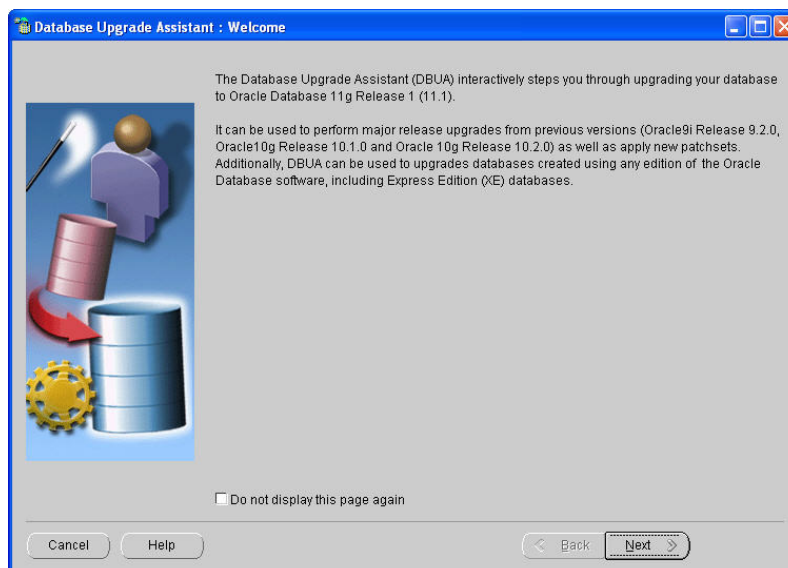 Database Upgrade Assistant : Welcome
The Database Upgrade Assistant (DBUA) interactively steps you through upgrading your database
to Oracle Database 11g Release 1 (11.1).
It can be used to perform major release upgrades from previous versions (Oracle9i Release 9.2.0,
Oracle10g Release 10.1.0 and Oracle 10g Release 10.2.0) as well as apply new patchsets.
Additionally, DBUA can be used to upgrades databases created using any edition of the Oracle
Database software, including Express Edition (XE) databases.
Do not display this page again
Cancel Help Back Next